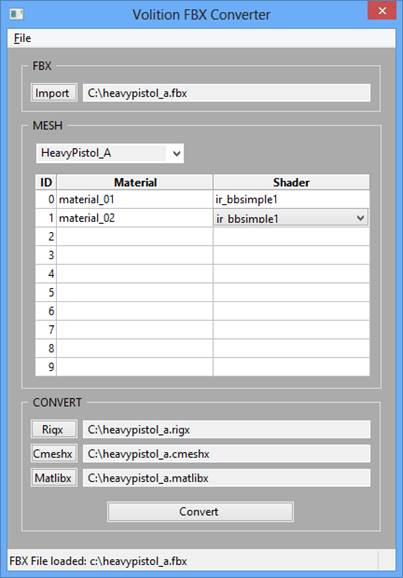 Volition FBX Converter
File
FBX
Import C:\heavypistol_a.fbx
MESH
HeavyPistol_A
ID Material Shader
0 material_01 ir_bbsimple1
1 material_02 ir_bbsimple1
2
3
4
5
6
7
8
9
CONVERT
Rigx C:\heavypistol_a.rigx
Cmeshx C:\heavypistol_a.cmeshx
Matlibx C:\heavypistol_a.matlibx
Convert
FBX File loaded: c:\heavypistol_a.fbx